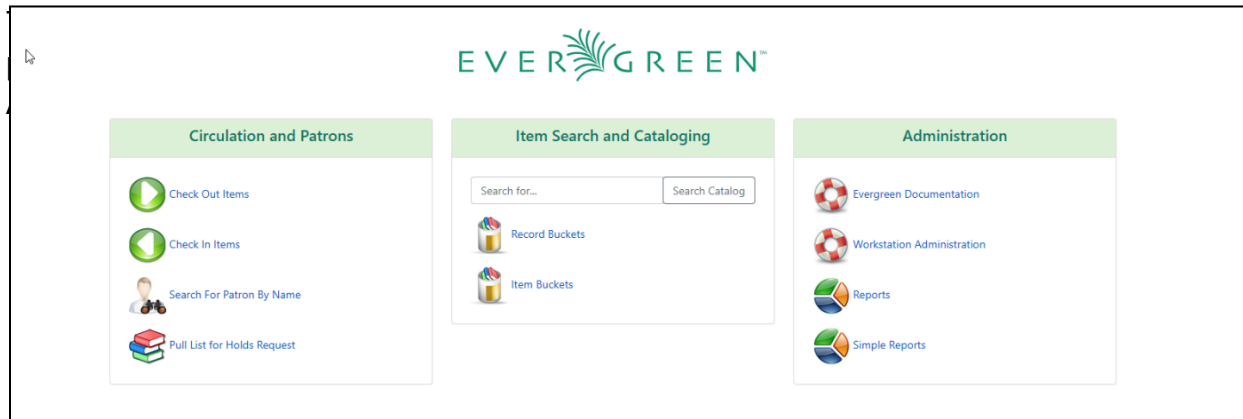 EVERGREEN™
Circulation and Patrons
Check Out Items
Check In Items
Search For Patron By Name
Pull List for Holds Request
Item Search and Cataloging
Search for... Search Catalog
Record Buckets
Item Buckets
Administration
Evergreen Documentation
Workstation Administration
Reports
Simple Reports